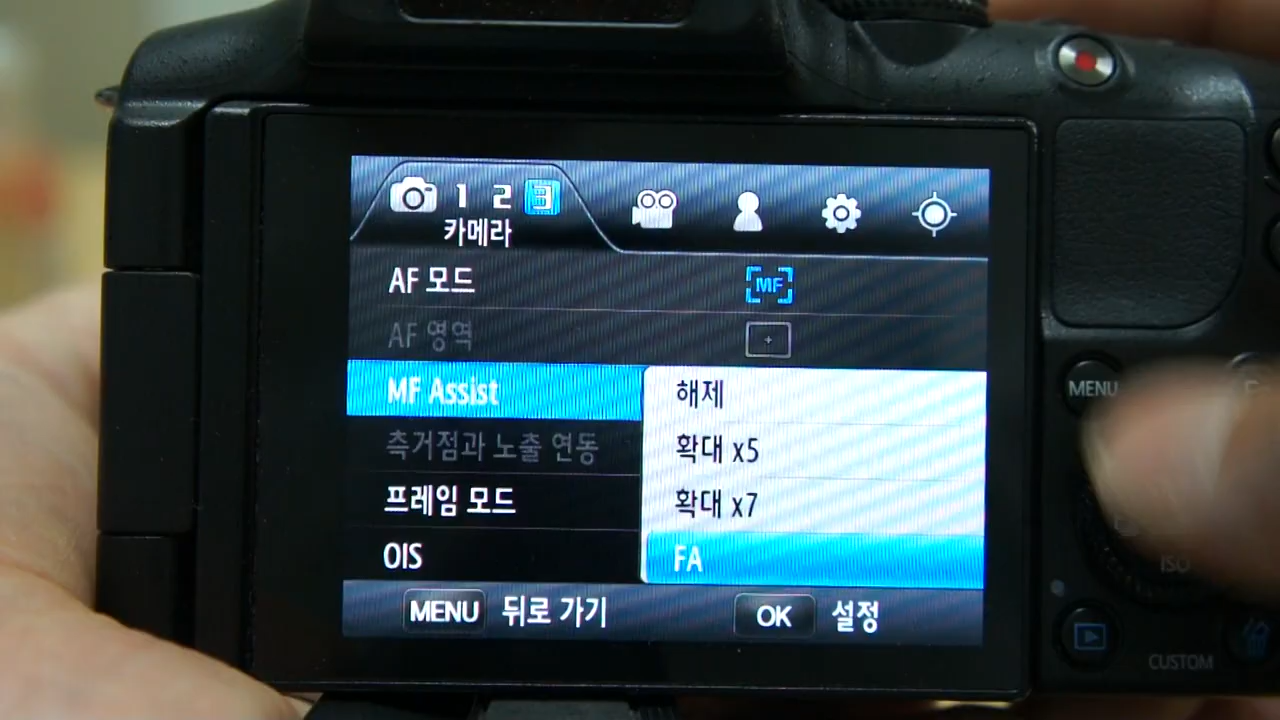 1 2 3
카메라
AF 모드 MF
AF 영역
MF Assist 해제
측거점과 노출 연동 확대 x5
프레임 모드 확대 x7
OIS FA
MENU 뒤로 가기 OK 설정
MENU
ISO
CUSTOM